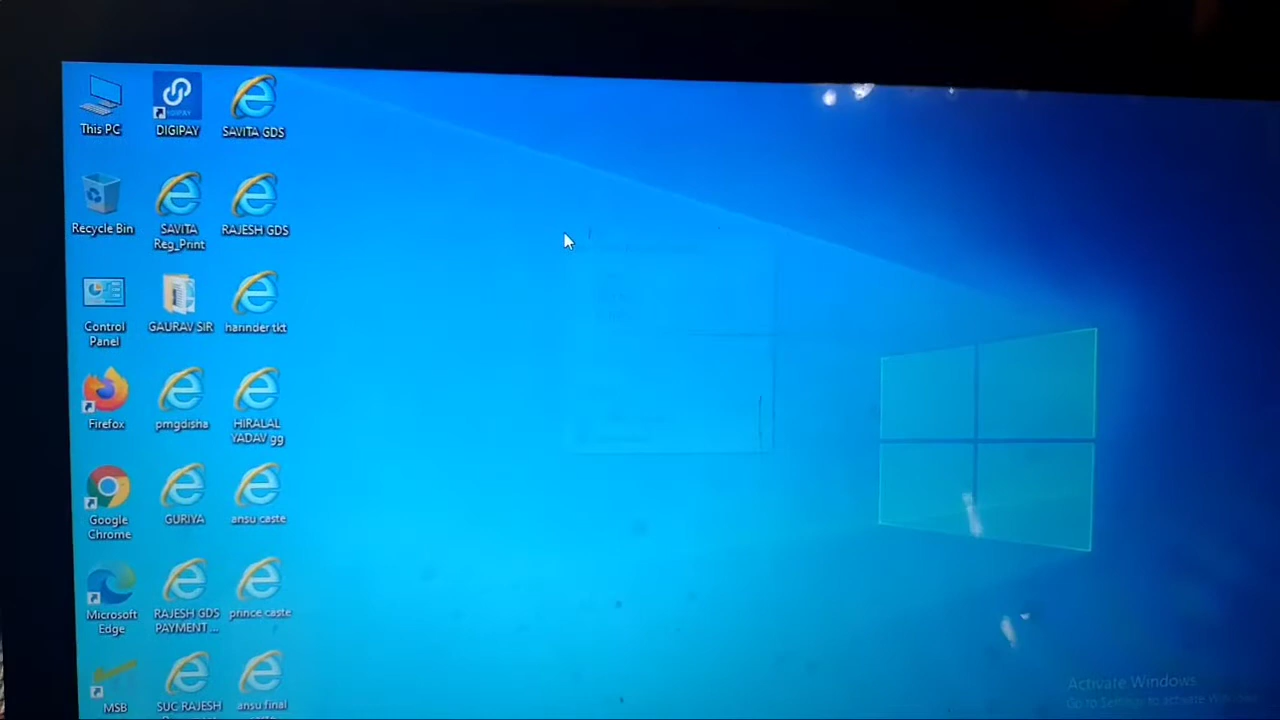 This PC
DIGIPAY
SAVITA GDS
Recycle Bin
SAVITA
Reg_Print
RAJESH GDS
Control
Panel
GAURAV SIR
harinder tkt
Firefox
pmgdisha
HIRALAL
YADAV gg
Google
Chrome
GURIYA
ansu caste
Microsoft
Edge
RAJESH GDS
PAYMENT ...
prince caste
MSB
SUC RAJESH
ansu final
Activate Windows
Go to Settings to activate